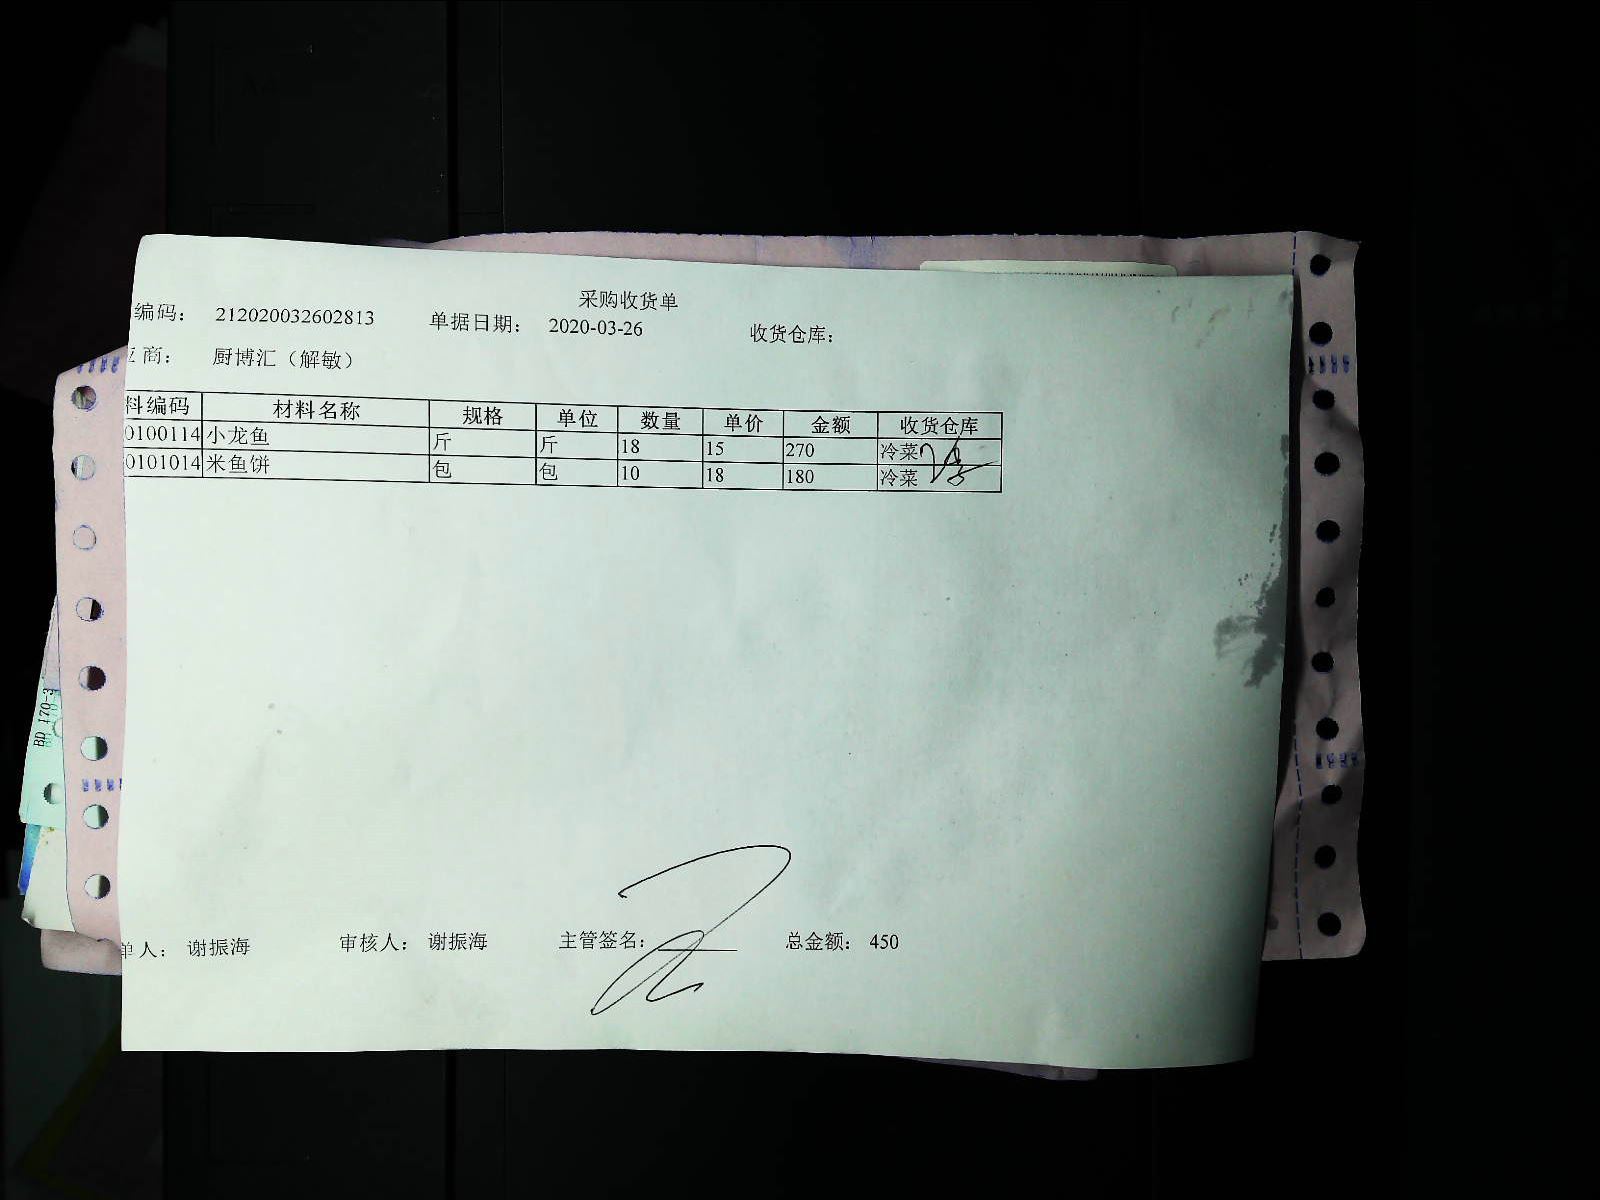 采购收货单
编码： 212020032602813 单据日期： 2020-03-26 收货仓库：
商： 厨博汇（解敏）
料编码 材料名称 规格 单位 数量 单价 金额 收货仓库
0100114 小龙鱼 斤 斤 18 15 270 冷菜
0101014 米鱼饼 包 包 10 18 180 冷菜
单人： 谢振海 审核人： 谢振海 主管签名： 总金额： 450
BD 170-3